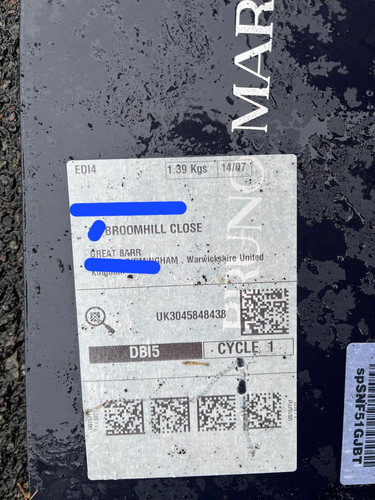 BRUNO MAR
EDI4 1.39 Kgs 14/07
BROOMHILL CLOSE
GREAT BARR
, Warwickshire United
Kingdom
UK3045848438
DBI5 CYCLE 1
spSNF51GJBT